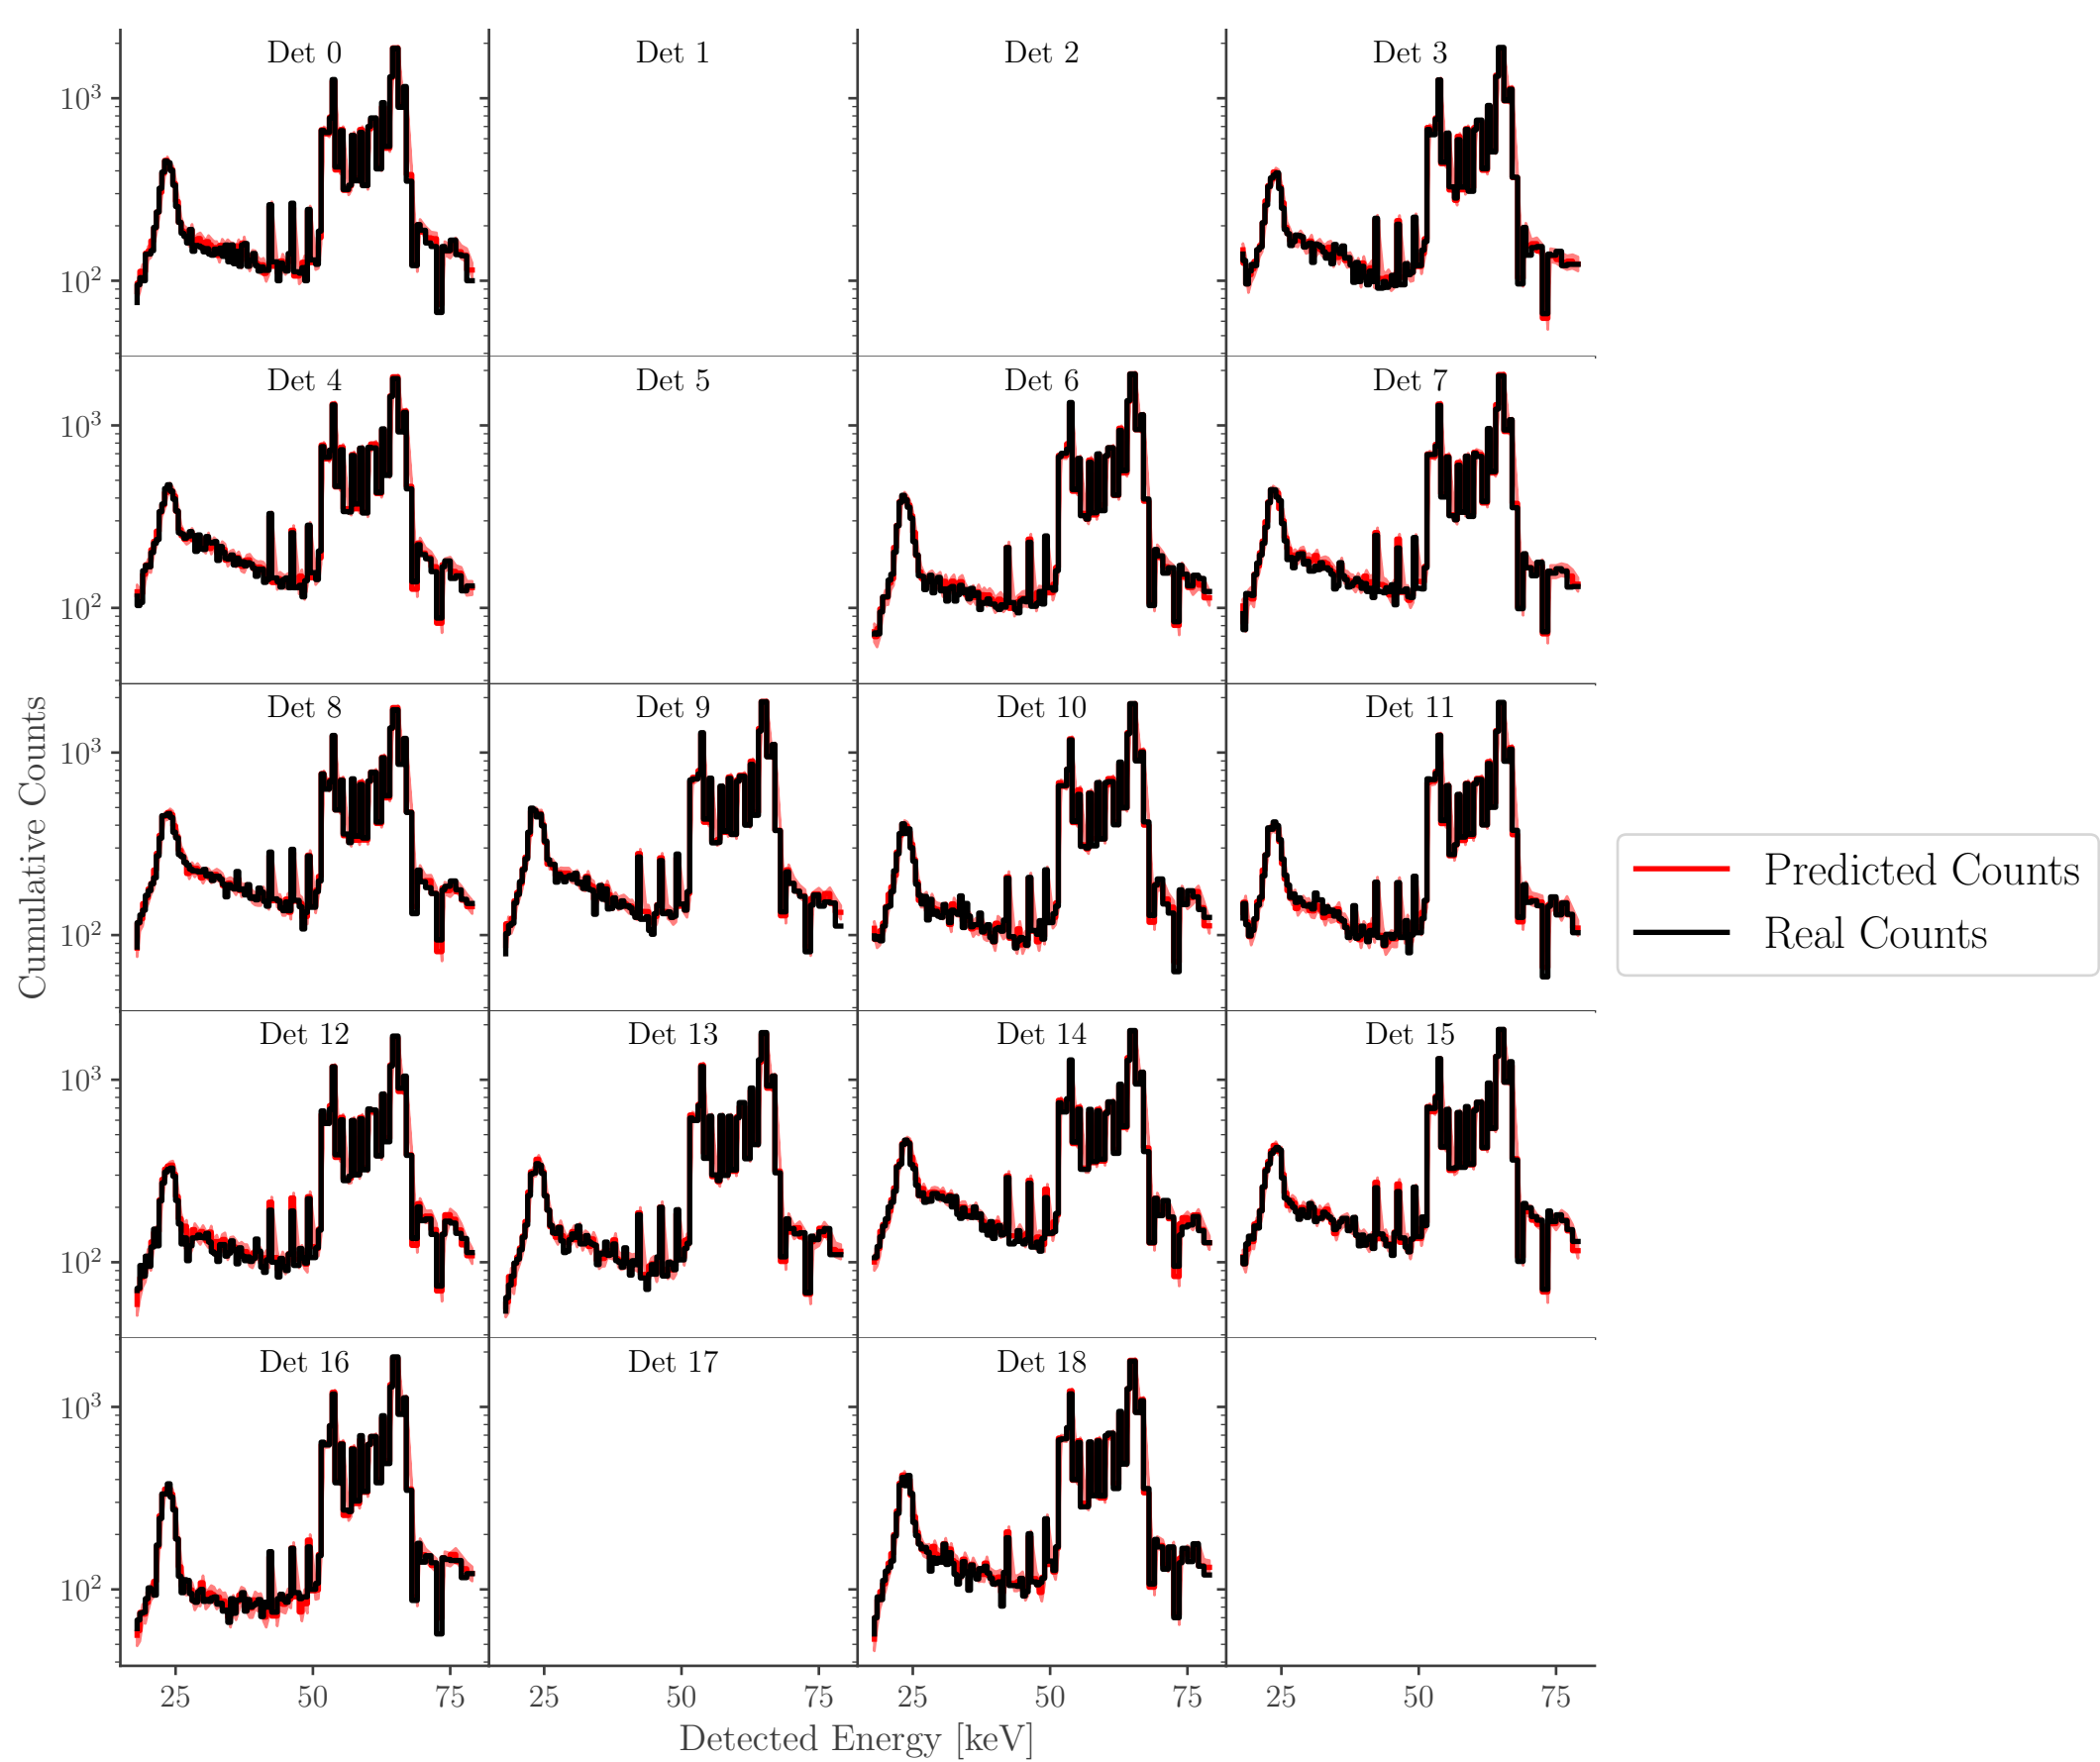 Det 0
Det 1
Det 2
Det 3
10³
10²
Det 4
Det 5
Det 6
Det 7
10³
10²
Det 8
Det 9
Det 10
Det 11
10³
10²
Cumulative Counts
Predicted Counts
Real Counts
Det 12
Det 13
Det 14
Det 15
10³
10²
Det 16
Det 17
Det 18
10³
10²
25 50 75 25 50 75 25 50 75 25 50 75
Detected Energy [keV]